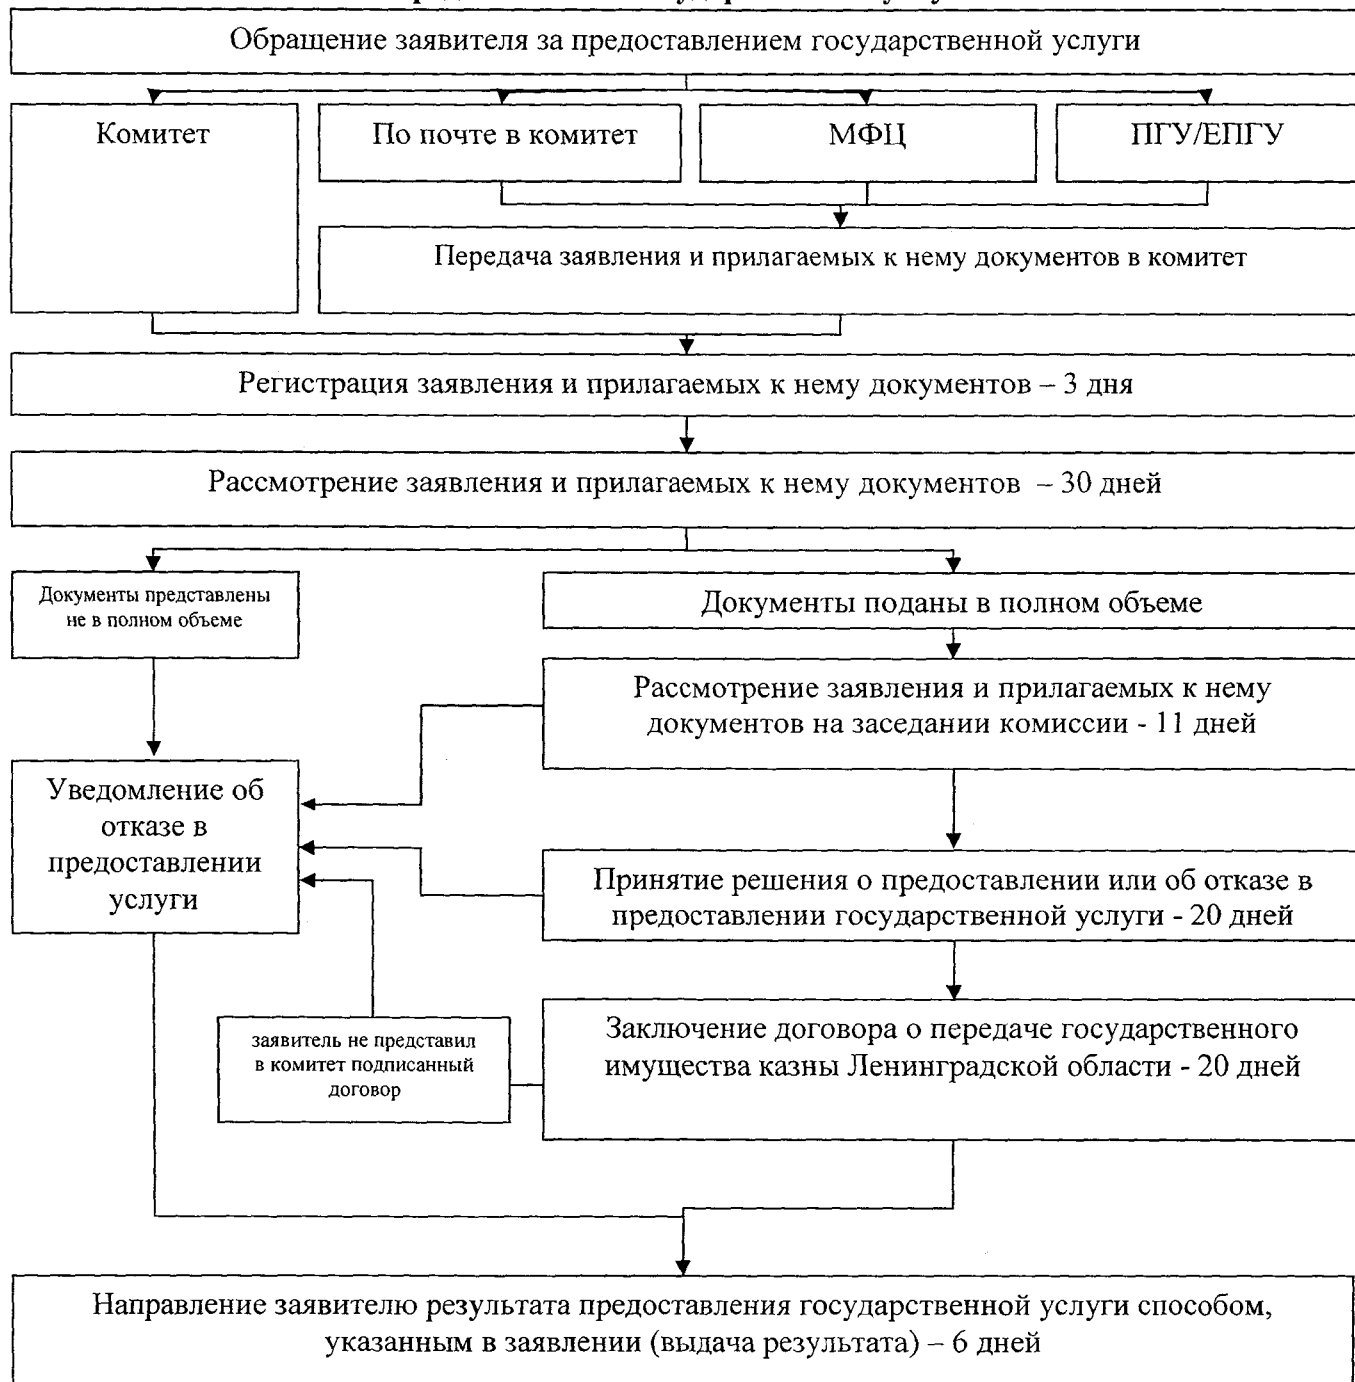 Обращение заявителя за предоставлением государственной услуги
Комитет
По почте в комитет
МФЦ
ПГУ/ЕПГУ
Передача заявления и прилагаемых к нему документов в комитет
Регистрация заявления и прилагаемых к нему документов – 3 дня
Рассмотрение заявления и прилагаемых к нему документов – 30 дней
Документы представлены
не в полном объеме
Документы поданы в полном объеме
Рассмотрение заявления и прилагаемых к нему
документов на заседании комиссии - 11 дней
Уведомление об
отказе в
предоставлении
услуги
Принятие решения о предоставлении или об отказе в
предоставлении государственной услуги - 20 дней
заявитель не представил
в комитет подписанный
договор
Заключение договора о передаче государственного
имущества казны Ленинградской области - 20 дней
Направление заявителю результата предоставления государственной услуги способом,
указанным в заявлении (выдача результата) – 6 дней